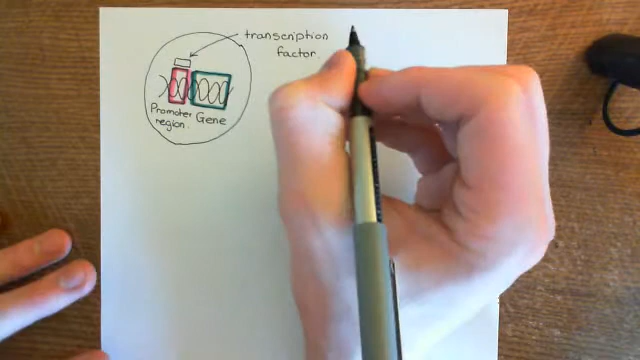 transcription
factor.
Promoter
region.
Gene